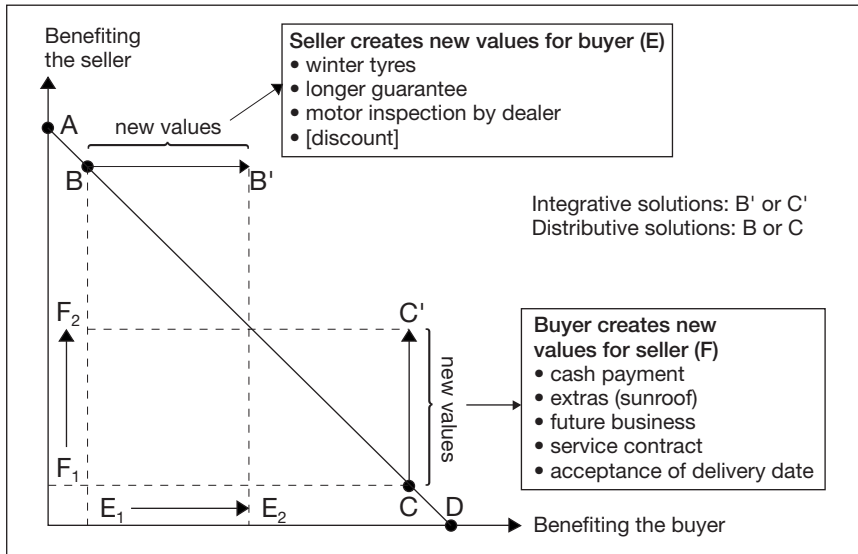 Benefiting
the seller
Seller creates new values for buyer (E)
• winter tyres
• longer guarantee
• motor inspection by dealer
• [discount]
A
new values
B
B'
Integrative solutions: B' or C'
Distributive solutions: B or C
F2
C'
Buyer creates new
values for seller (F)
• cash payment
• extras (sunroof)
• future business
• service contract
• acceptance of delivery date
new values
F1
E1
E2
C
D
Benefiting the buyer